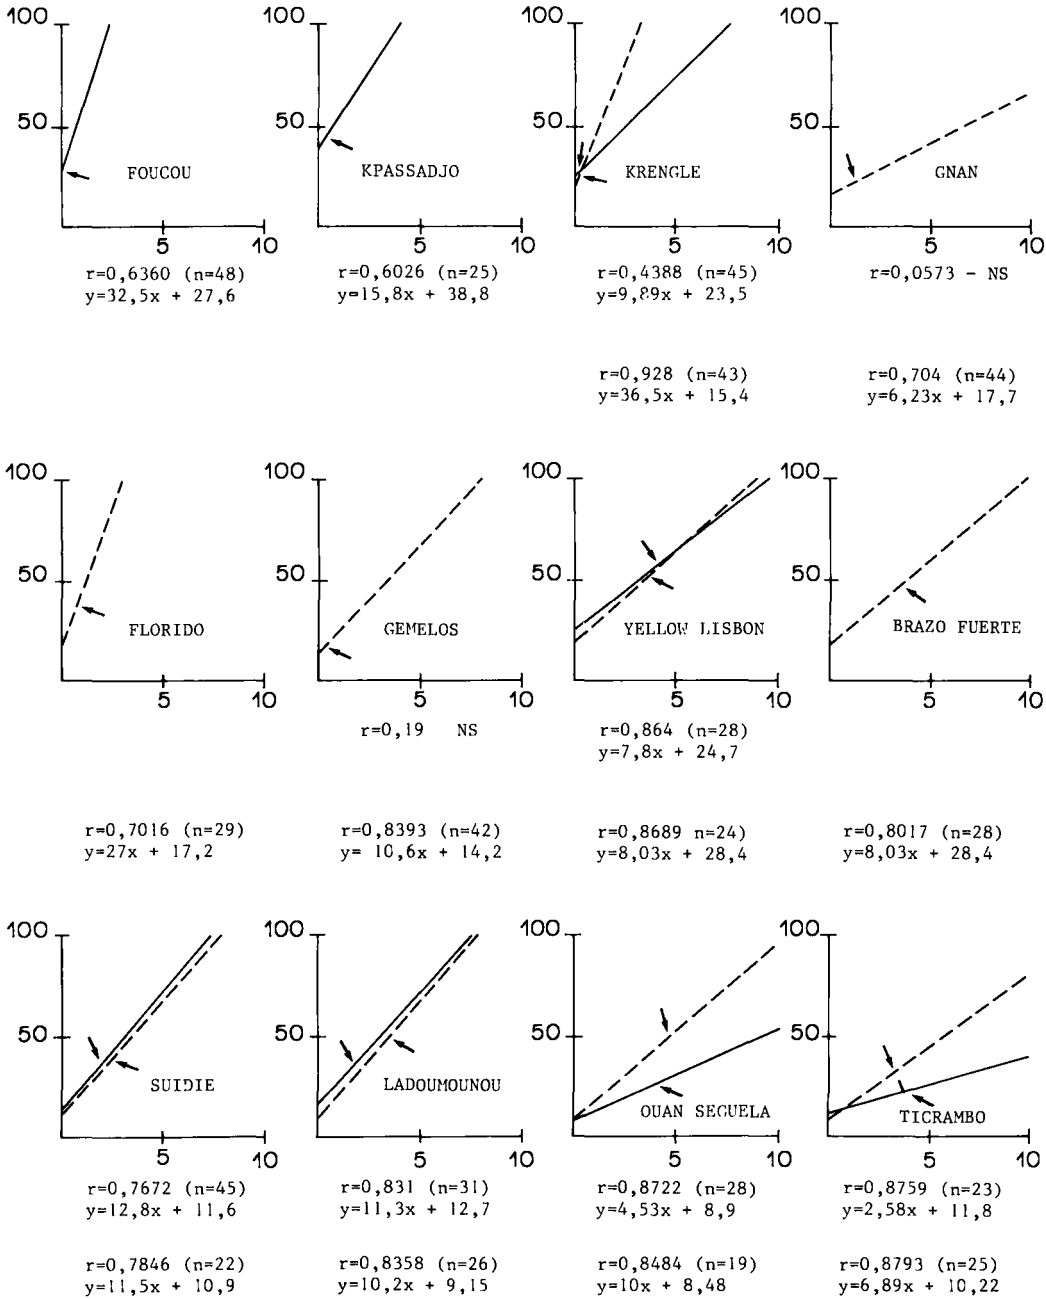 100 100 100 100
50 50 50 50
FOUCOU KPASSADJO KRENGLE GNAN
5 10 5 10 5 10 5 10
r=0,6360 (n=48) r=0,6026 (n=25) r=0,4388 (n=45) r=0,0573 - NS
y=32,5x + 27,6 y=15,8x + 38,8 y=9,89x + 23,5
r=0,928 (n=43) r=0,704 (n=44)
y=36,5x + 15,4 y=6,23x + 17,7
100 100 100 100
50 50 50 50
FLORIDO GEMELOS YELLOW LISBON BRAZO FUERTE
5 10 5 10 5 10 5 10
r=0,19 NS r=0,864 (n=28)
y=7,8x + 24,7
r=0,7016 (n=29) r=0,8393 (n=42) r=0,8689 n=24) r=0,8017 (n=28)
y=27x + 17,2 y= 10,6x + 14,2 y=8,03x + 28,4 y=8,03x + 28,4
100 100 100 100
50 50 50 50
SUIDIE LADOUMOUNOU OUAN SEGUELA TICRAMBO
5 10 5 10 5 10 5 10
r=0,7672 (n=45) r=0,831 (n=31) r=0,8722 (n=28) r=0,8759 (n=23)
y=12,8x + 11,6 y=11,3x + 12,7 y=4,53x + 8,9 y=2,58x + 11,8
r=0,7846 (n=22) r=0,8358 (n=26) r=0,8484 (n=19) r=0,8793 (n=25)
y=11,5x + 10,9 y=10,2x + 9,15 y=10x + 8,48 y=6,89x + 10,22